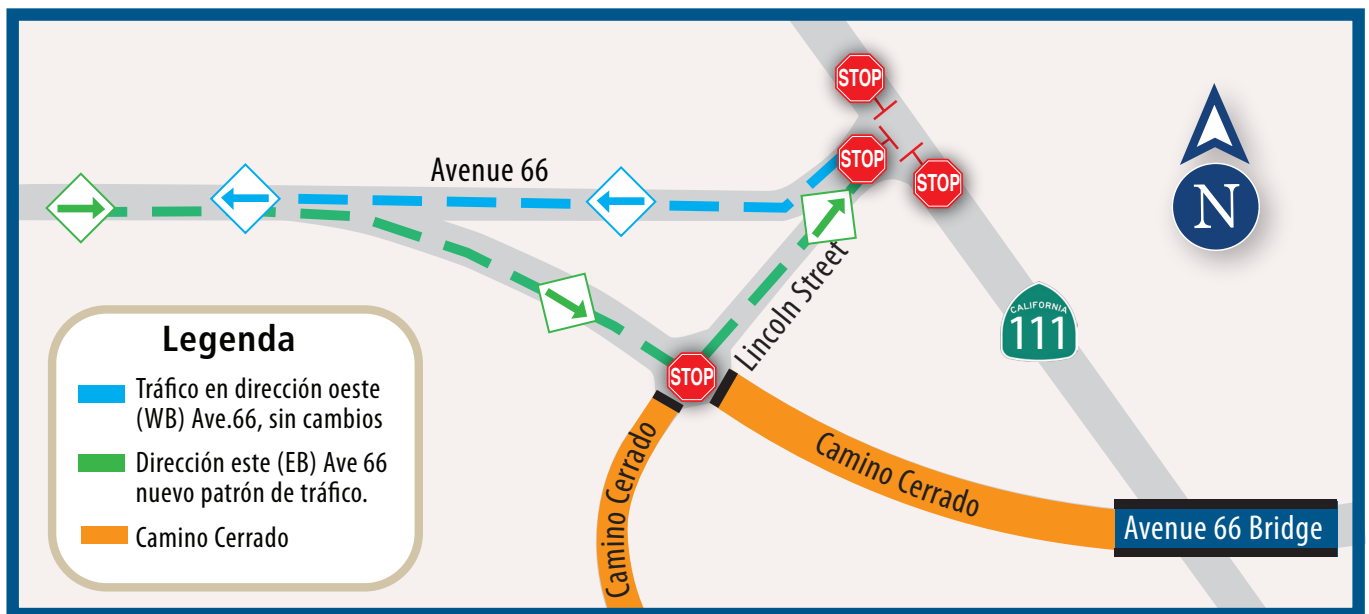 STOP
Avenue 66
STOP
STOP
N
Lincoln Street
CALIFORNIA
111
STOP
Camino Cerrado
Camino Cerrado
Avenue 66 Bridge
Legenda
Tráfico en dirección oeste
(WB) Ave.66, sin cambios
Dirección este (EB) Ave 66
nuevo patrón de tráfico.
Camino Cerrado